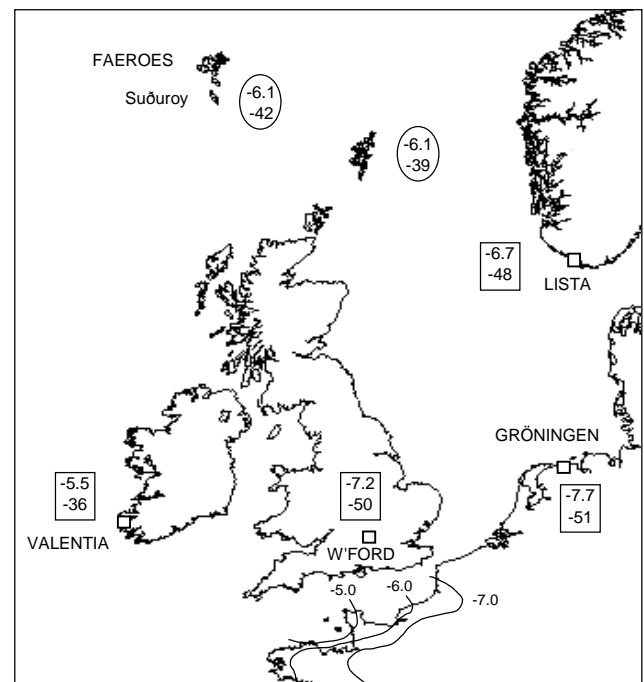 FAEROES
Suðuroy
-6.1
-42
-6.1
-39
-6.7
-48
LISTA
GRÖNINGEN
-7.7
-51
-5.5
-36
VALENTIA
-7.2
-50
W'FORD
-5.0
-6.0
-7.0